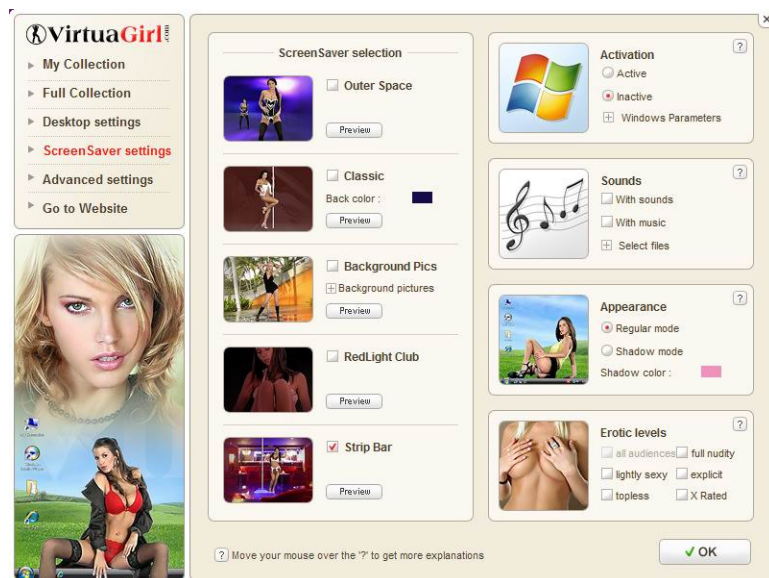 VirtuaGirl.com
My Collection
Full Collection
Desktop settings
ScreenSaver settings
Advanced settings
Go to Website
ScreenSaver selection
Outer Space
Preview
Classic
Back color :
Preview
Background Pics
Background pictures
Preview
RedLight Club
Preview
Strip Bar
Preview
Activation
?
Active
Inactive
Windows Parameters
Sounds
?
With sounds
With music
Select files
Appearance
?
Regular mode
Shadow mode
Shadow color :
Erotic levels
?
all audiences full nudity
lightly sexy explicit
topless X Rated
? Move your mouse over the '?' to get more explanations
OK